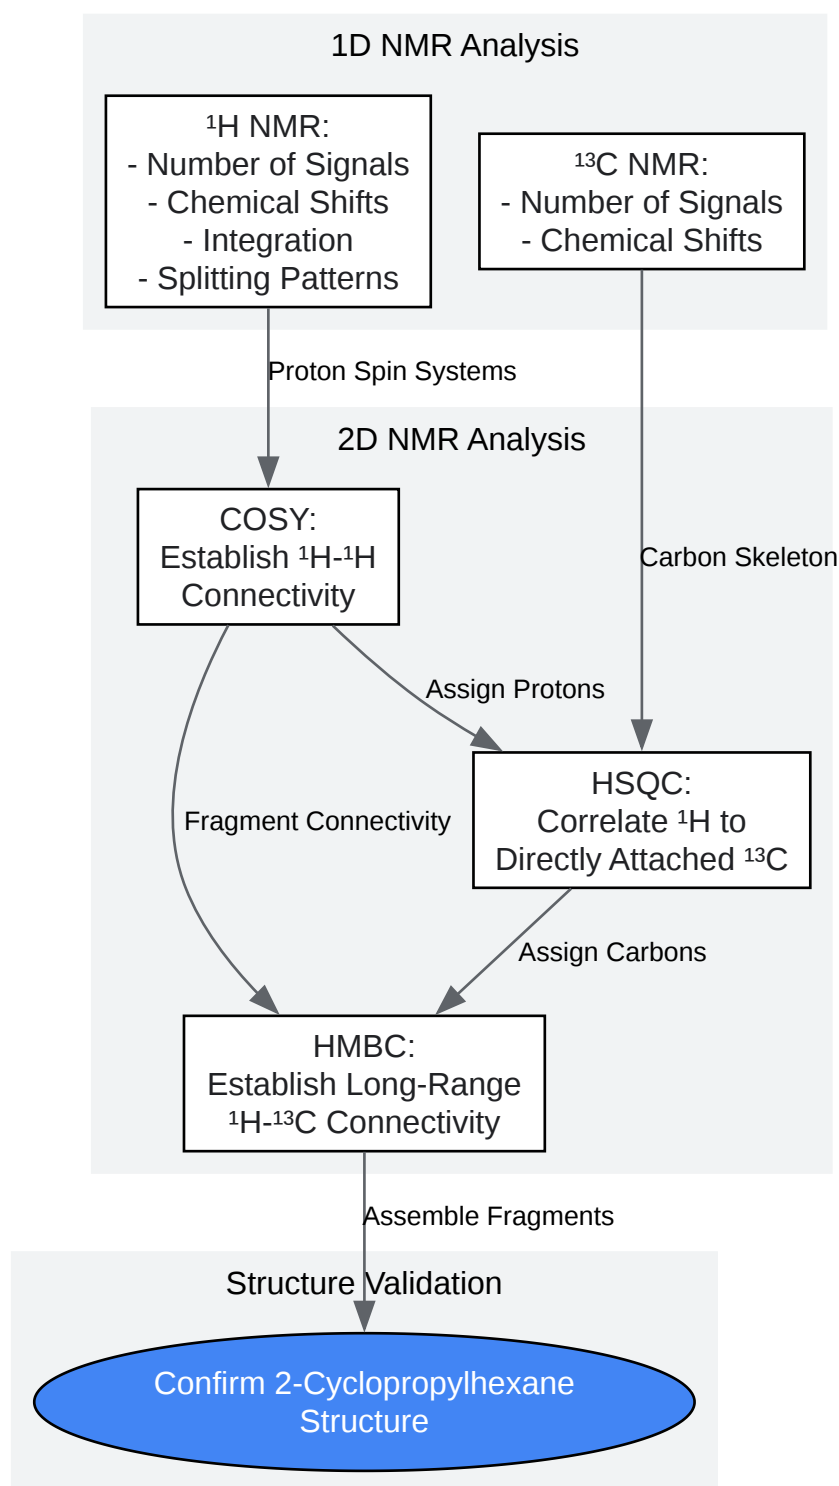 1D NMR Analysis
¹H NMR:
- Number of Signals
- Chemical Shifts
- Integration
- Splitting Patterns
¹³C NMR:
- Number of Signals
- Chemical Shifts
Proton Spin Systems
2D NMR Analysis
COSY:
Establish ¹H-¹H
Connectivity
Carbon Skeleton
Assign Protons
HSQC:
Correlate ¹H to
Directly Attached ¹³C
Fragment Connectivity
Assign Carbons
HMBC:
Establish Long-Range
¹H-¹³C Connectivity
Assemble Fragments
Structure Validation
Confirm 2-Cyclopropylhexane
Structure